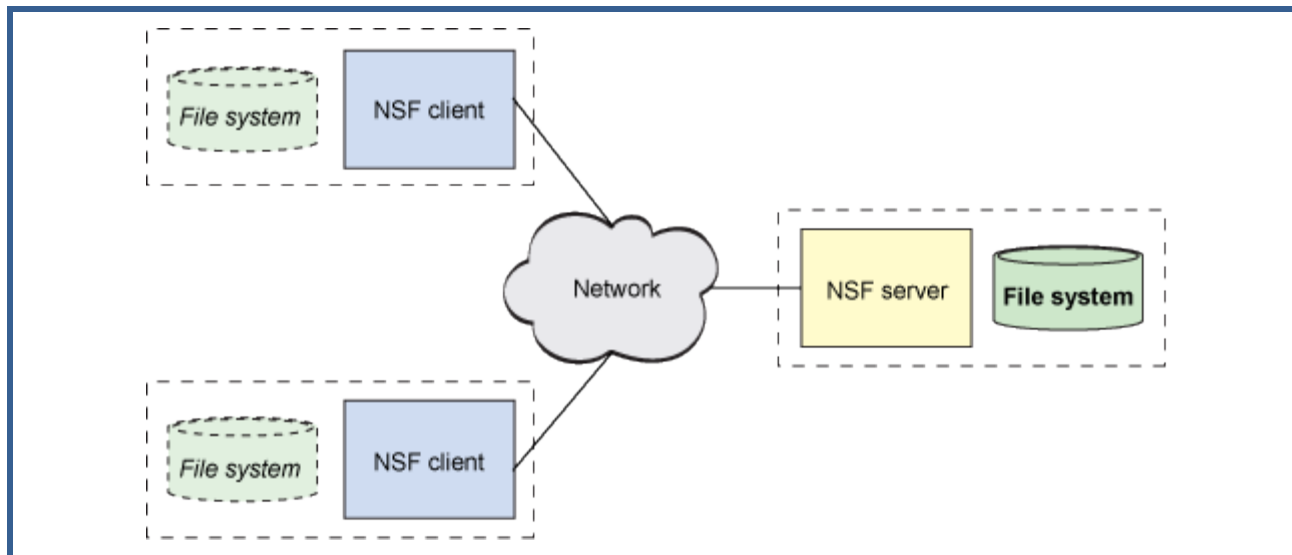 File system
NSF client
Network
NSF server
File system
File system
NSF client